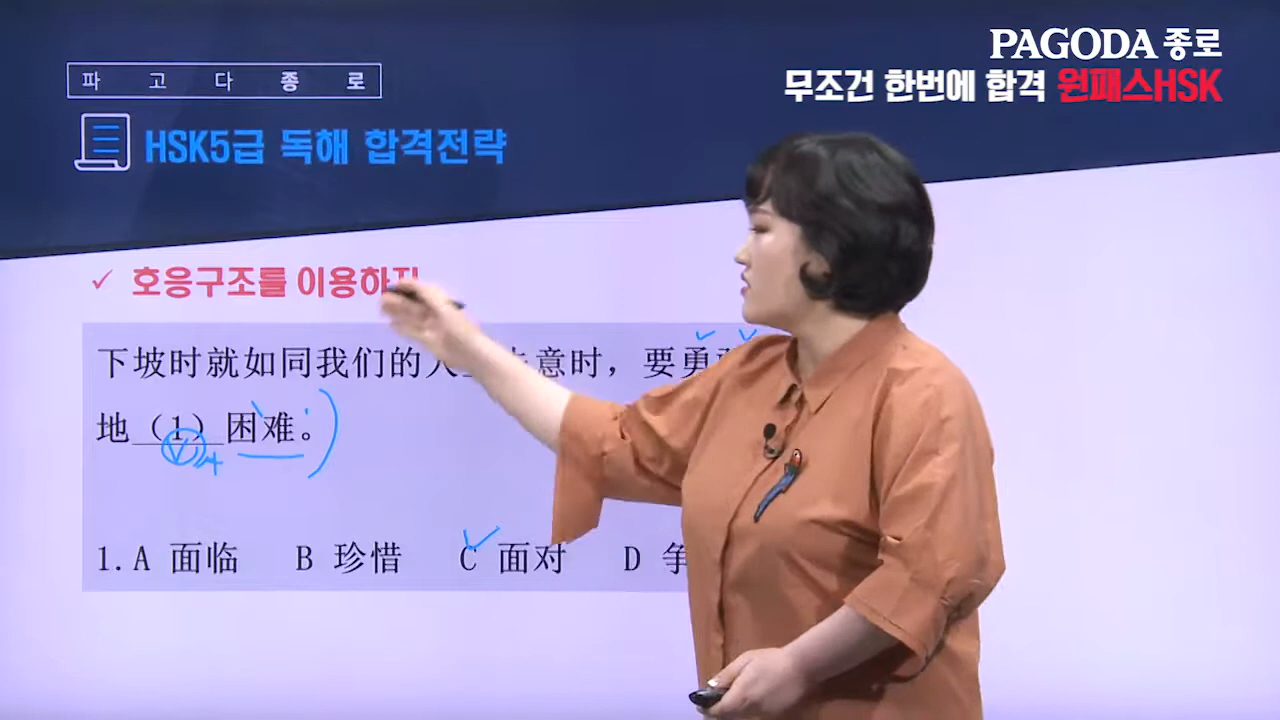 PAGODA 종로
무조건 한번에 합격 원패스HSK
파고다종로
HSK5급 독해 합격전략
✓ 호응구조를 이용하자
下坡时就如同我们的人 意时，要勇
地（1）困难。
1.A 面临 B 珍惜 C 面对 D 争